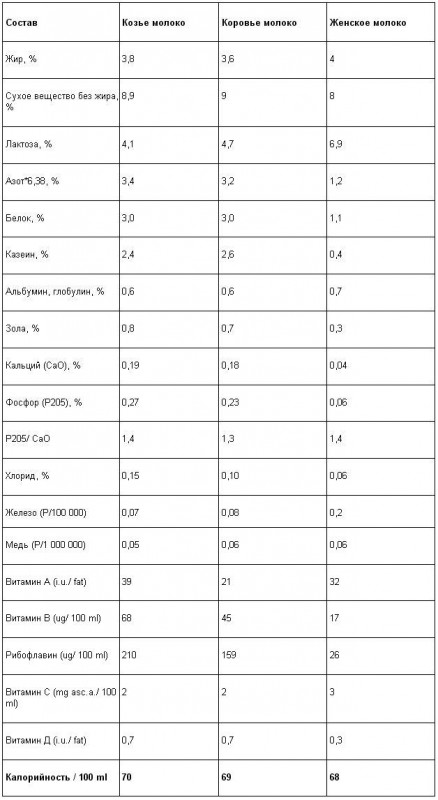 Состав Козье молоко Коровье молоко Женское молоко
Жир, % 3,8 3,6 4
Сухое вещество без жира, 8,9 9 8
%
Лактоза, % 4,1 4,7 6,9
Азот*6,38, % 3,4 3,2 1,2
Белок, % 3,0 3,0 1,1
Казеин, % 2,4 2,6 0,4
Альбумин, глобулин, % 0,6 0,6 0,7
Зола, % 0,8 0,7 0,3
Кальций (CaO), % 0,19 0,18 0,04
Фосфор (P205), % 0,27 0,23 0,06
P205/ CaO 1,4 1,3 1,4
Хлорид, % 0,15 0,10 0,06
Железо (P/100 000) 0,07 0,08 0,2
Медь (P/1 000 000) 0,05 0,06 0,06
Витамин A (i.u./ fat) 39 21 32
Витамин B (ug/ 100 ml) 68 45 17
Рибофлавин (ug/ 100 ml) 210 159 26
Витамин C (mg asc.a./ 100 2 2 3
ml)
Витамин Д (i.u./ fat) 0,7 0,7 0,3
Калорийность / 100 ml 70 69 68